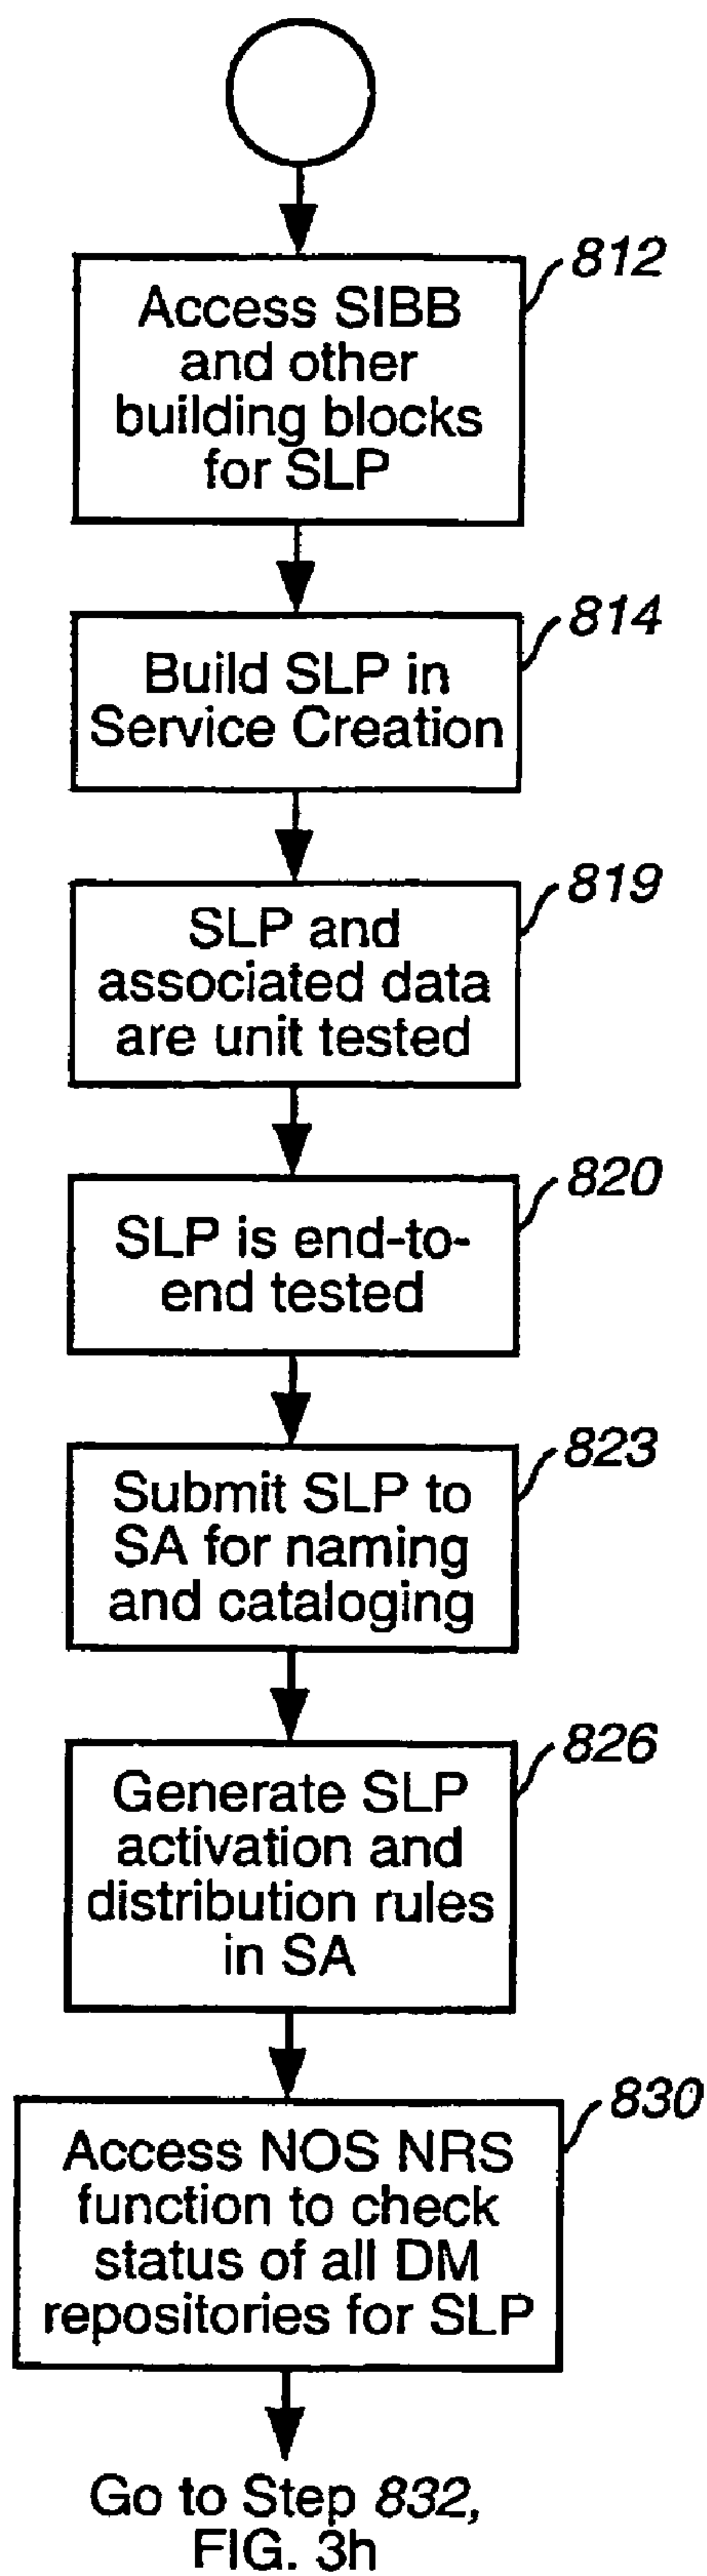 812
Access SIBB
and other
building blocks
for SLP
814
Build SLP in
Service Creation
819
SLP and
associated data
are unit tested
820
SLP is end-to-
end tested
823
Submit SLP to
SA for naming
and cataloging
826
Generate SLP
activation and
distribution rules
in SA
830
Access NOS NRS
function to check
status of all DM
repositories for SLP
Go to Step 832,
FIG. 3h